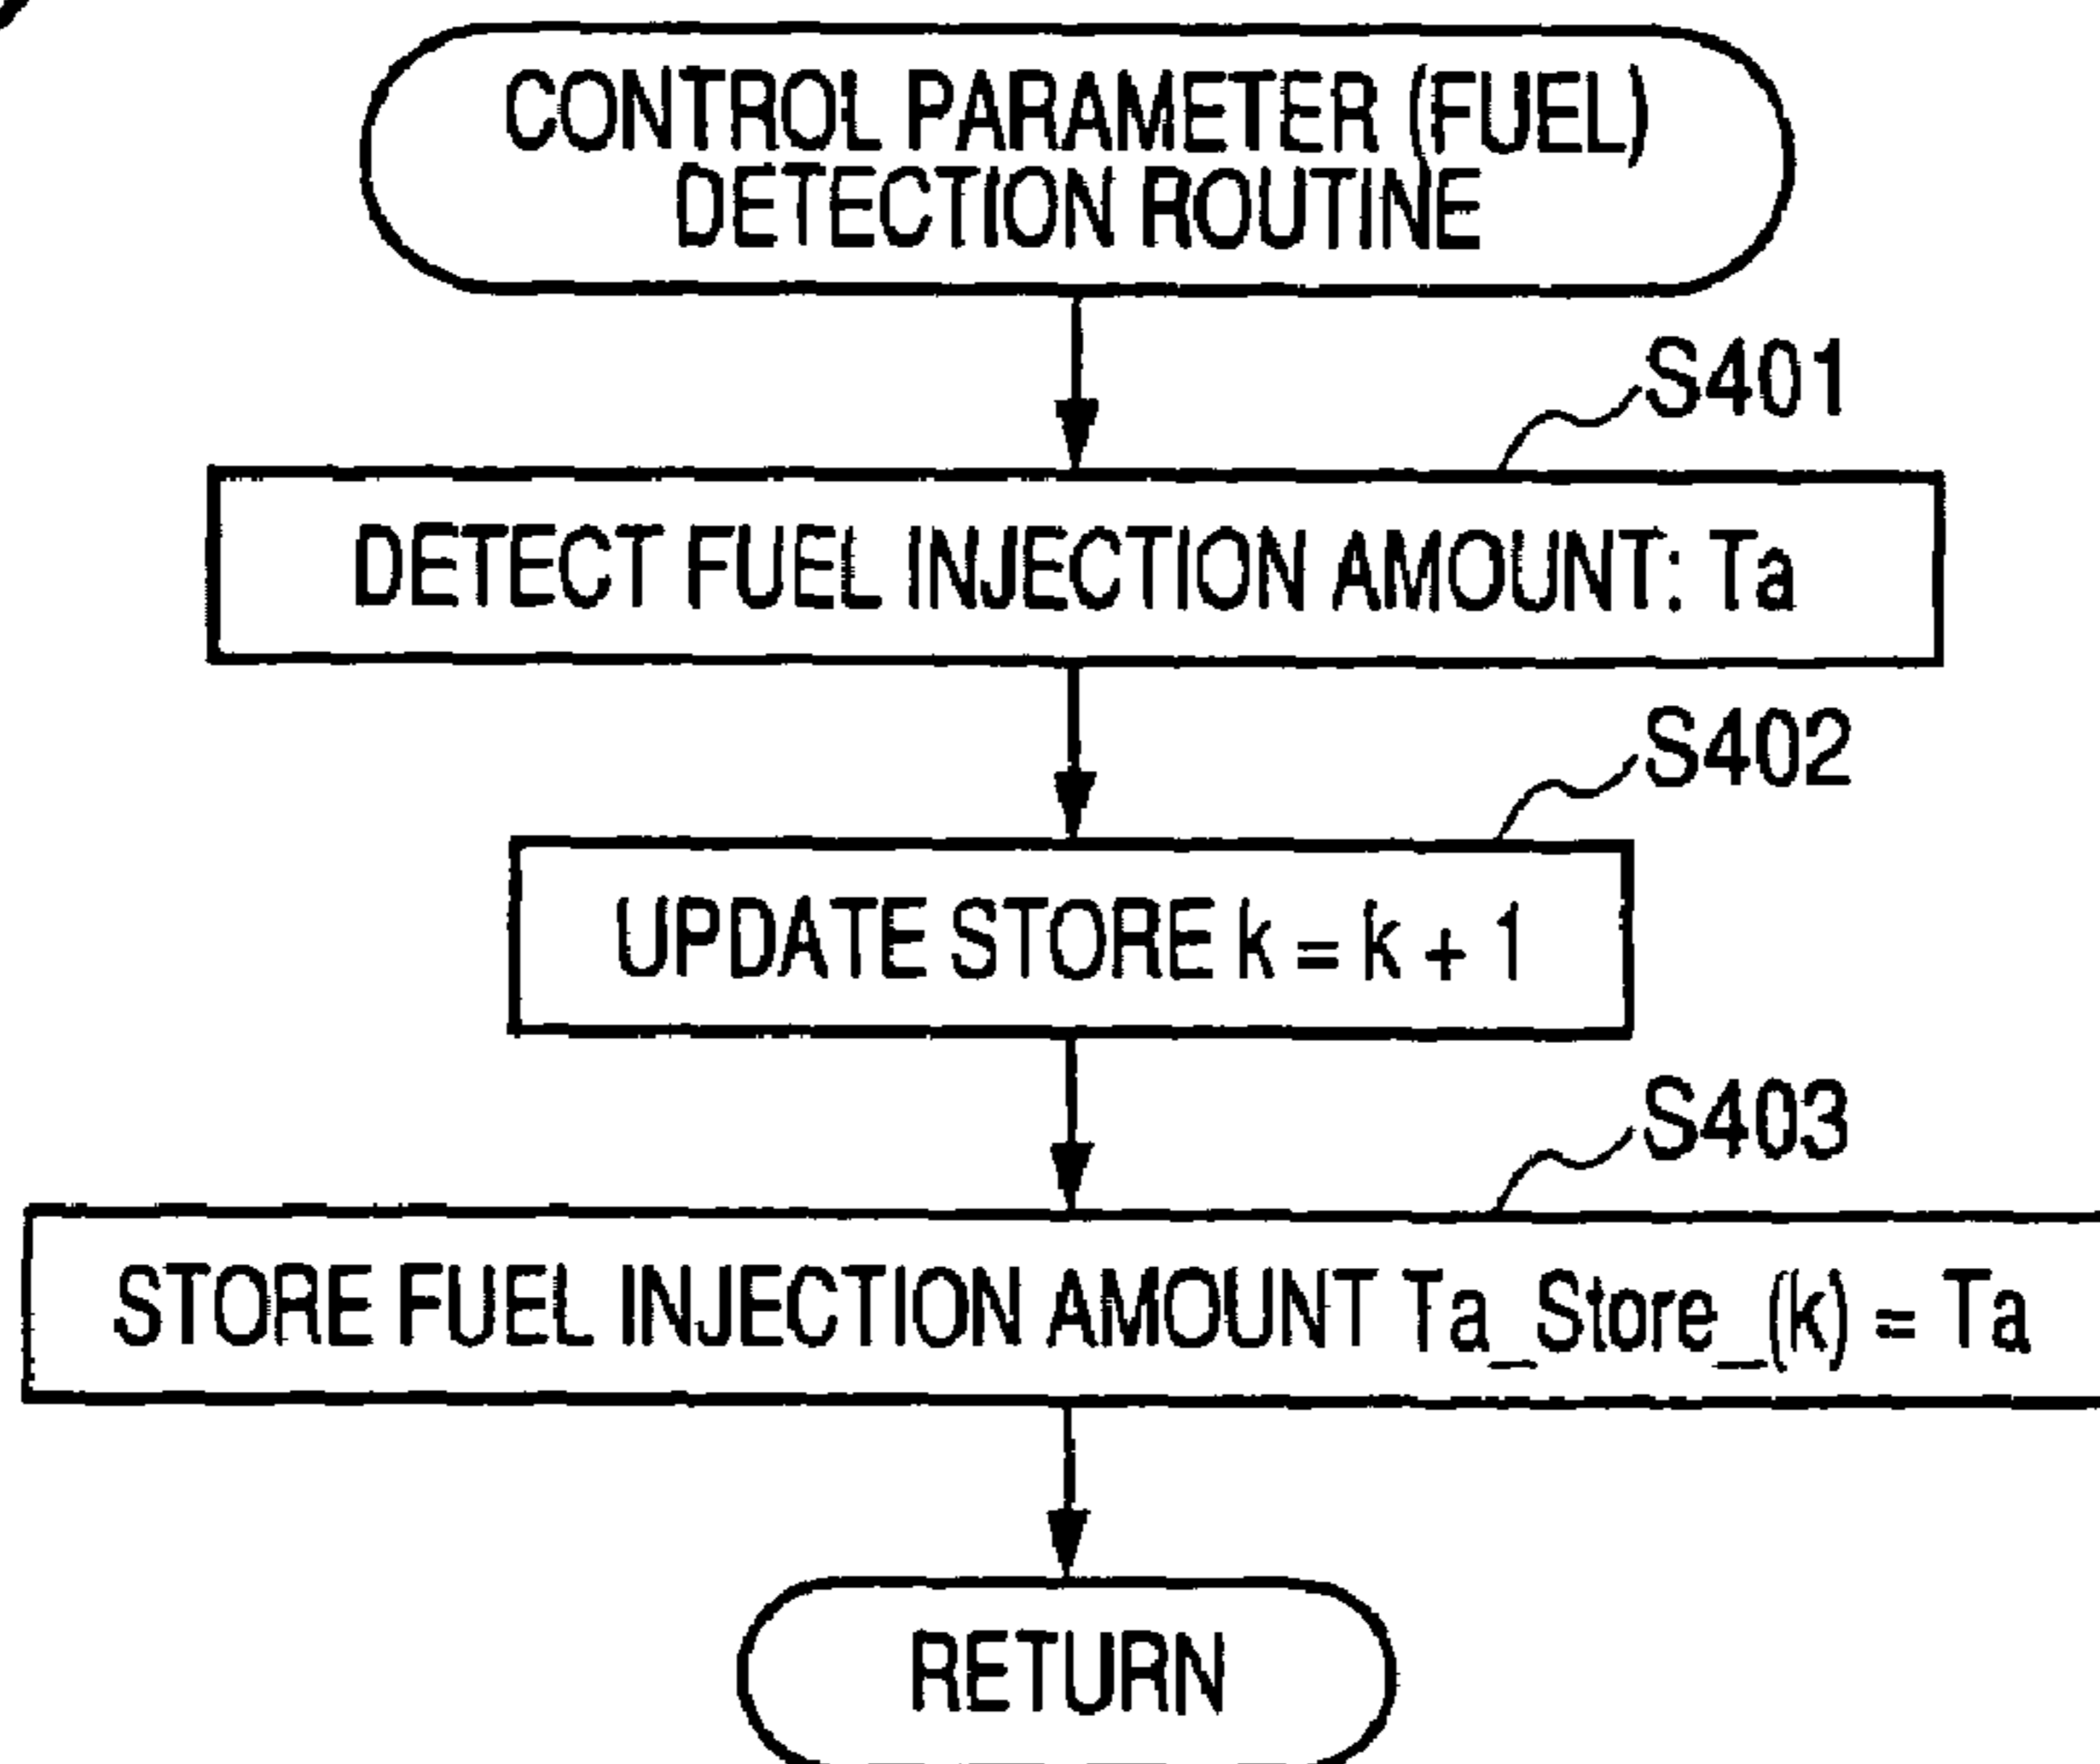 CONTROL PARAMETER (FUEL)
DETECTION ROUTINE
S401
DETECT FUEL INJECTION AMOUNT: Ta
S402
UPDATE STORE k = k + 1
S403
STORE FUEL INJECTION AMOUNT Ta_Store_(k) = Ta
RETURN